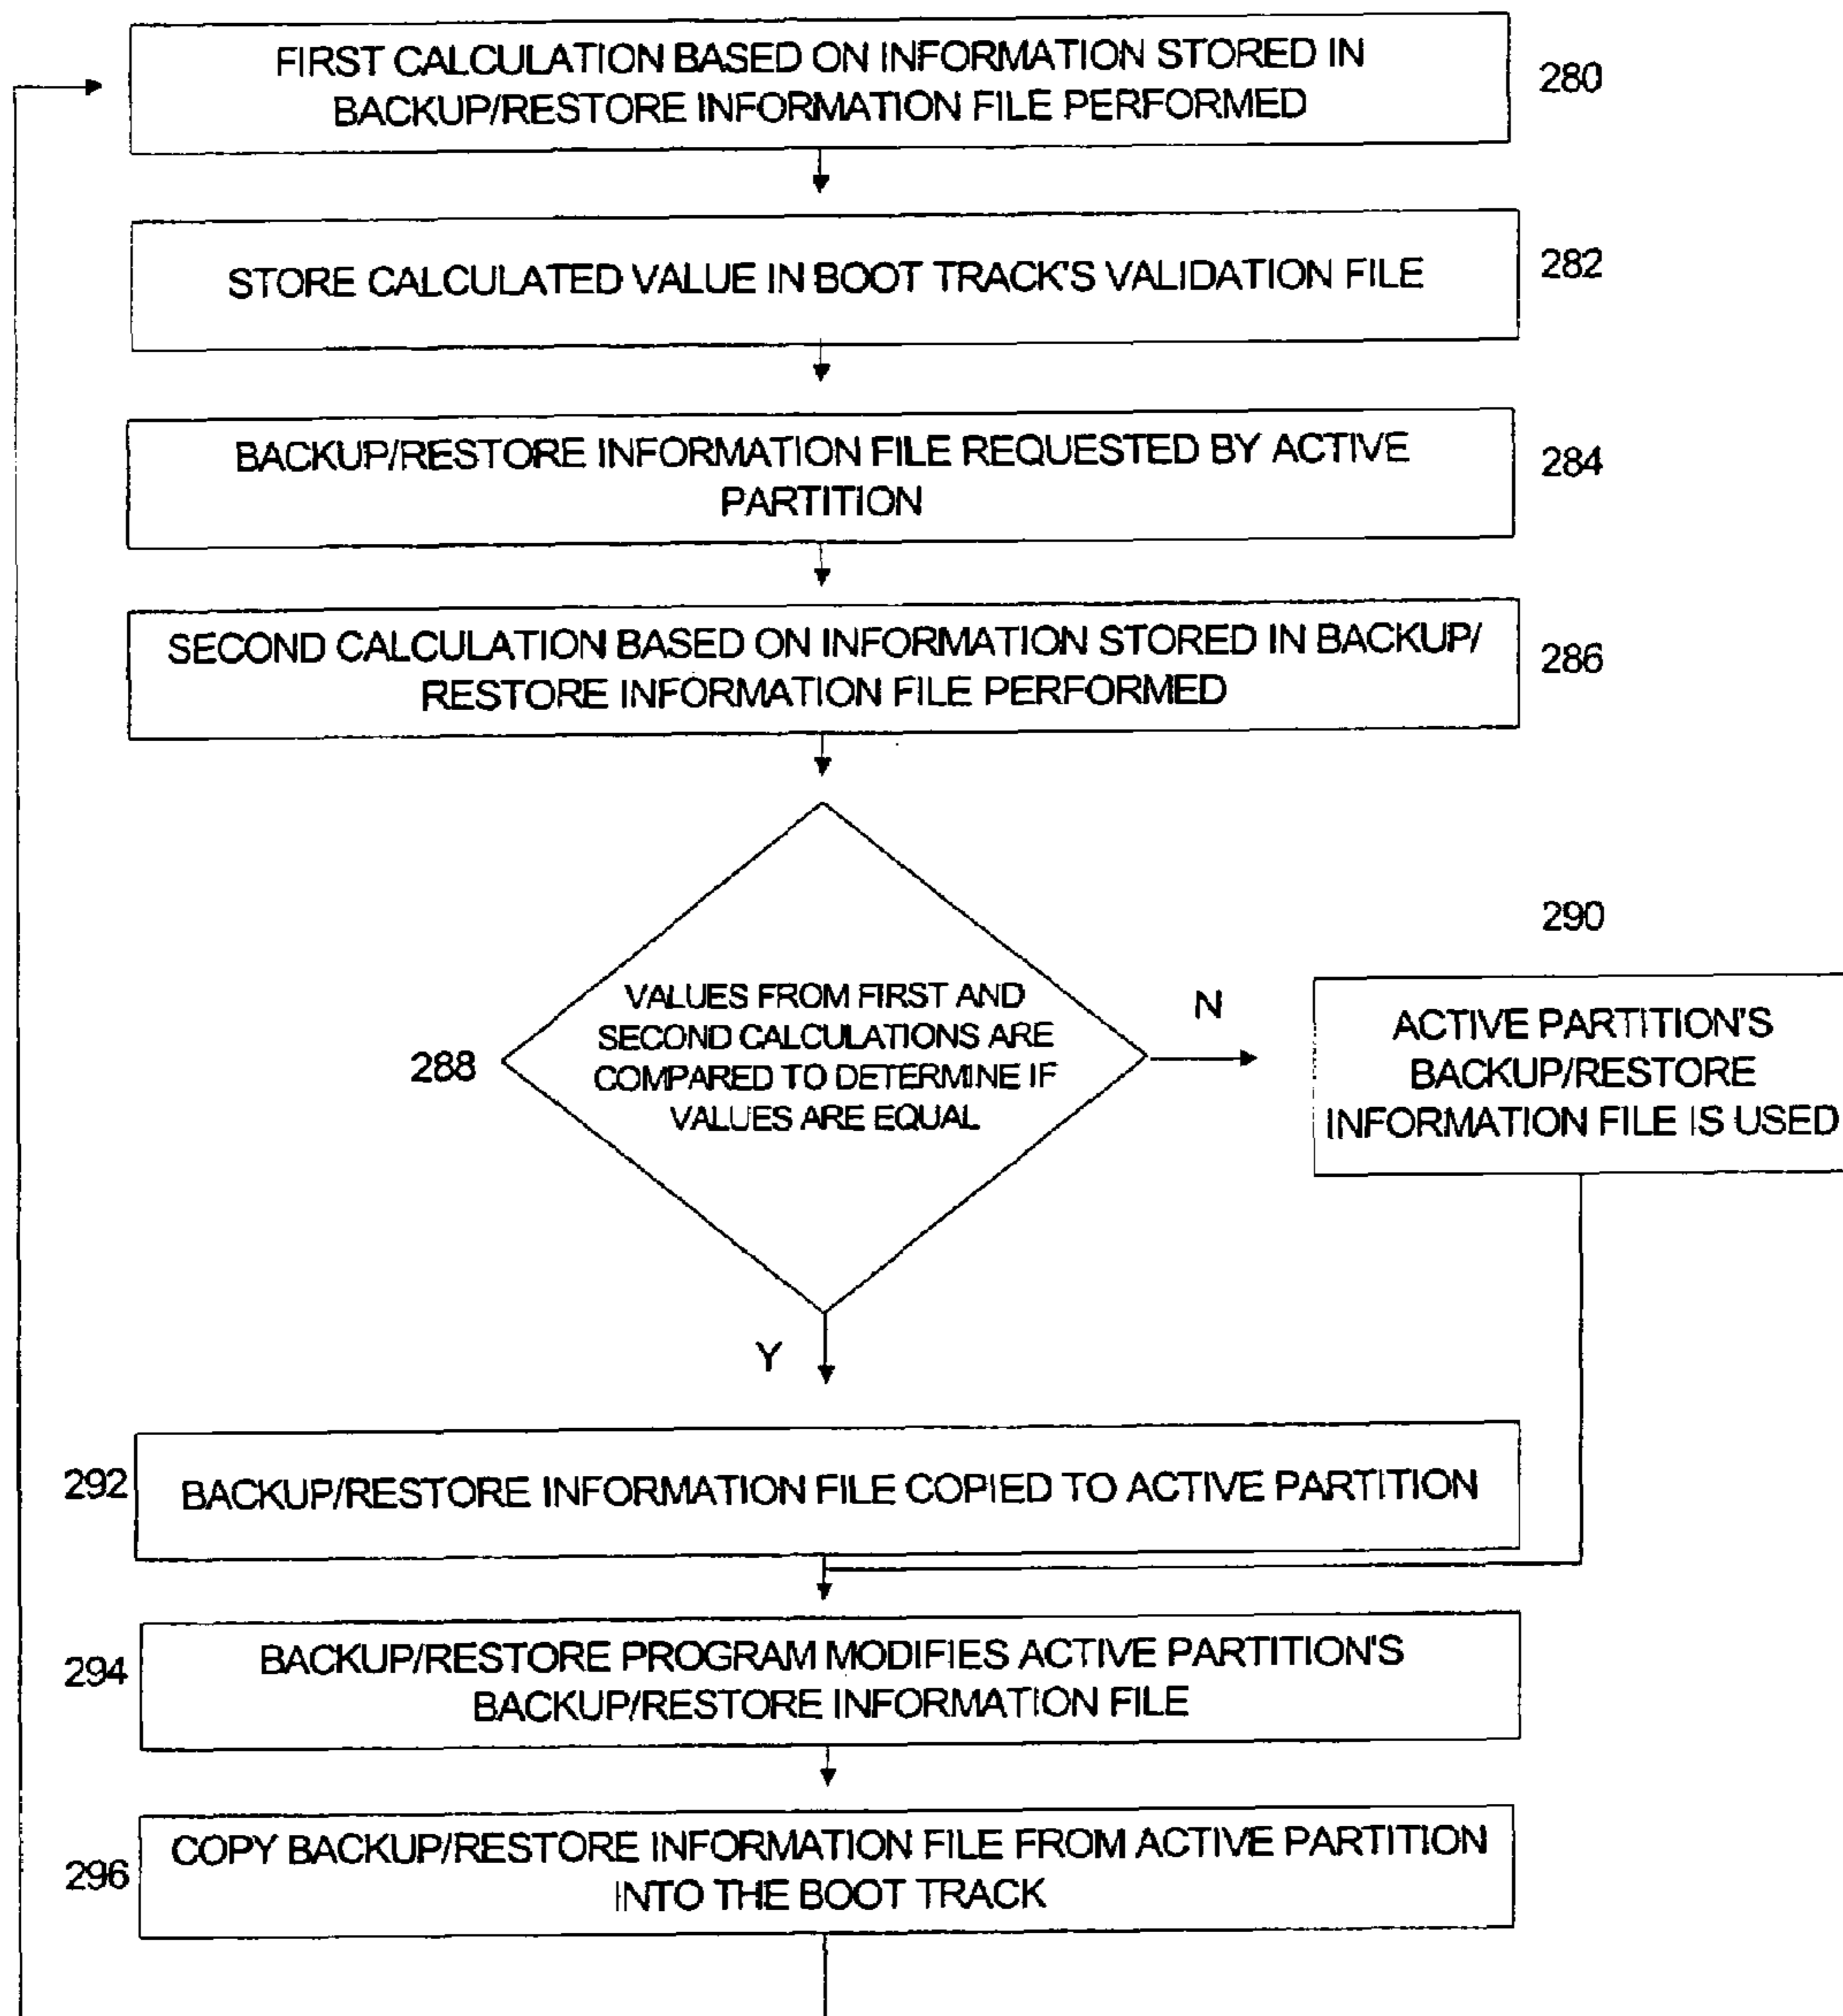 FIRST CALCULATION BASED ON INFORMATION STORED IN
BACKUP/RESTORE INFORMATION FILE PERFORMED
280
STORE CALCULATED VALUE IN BOOT TRACK'S VALIDATION FILE
282
BACKUP/RESTORE INFORMATION FILE REQUESTED BY ACTIVE
PARTITION
284
SECOND CALCULATION BASED ON INFORMATION STORED IN BACKUP/
RESTORE INFORMATION FILE PERFORMED
286
288
VALUES FROM FIRST AND
SECOND CALCULATIONS ARE
COMPARED TO DETERMINE IF
VALUES ARE EQUAL
N
290
ACTIVE PARTITION'S
BACKUP/RESTORE
INFORMATION FILE IS USED
Y
292
BACKUP/RESTORE INFORMATION FILE COPIED TO ACTIVE PARTITION
294
BACKUP/RESTORE PROGRAM MODIFIES ACTIVE PARTITION'S
BACKUP/RESTORE INFORMATION FILE
296
COPY BACKUP/RESTORE INFORMATION FILE FROM ACTIVE PARTITION
INTO THE BOOT TRACK